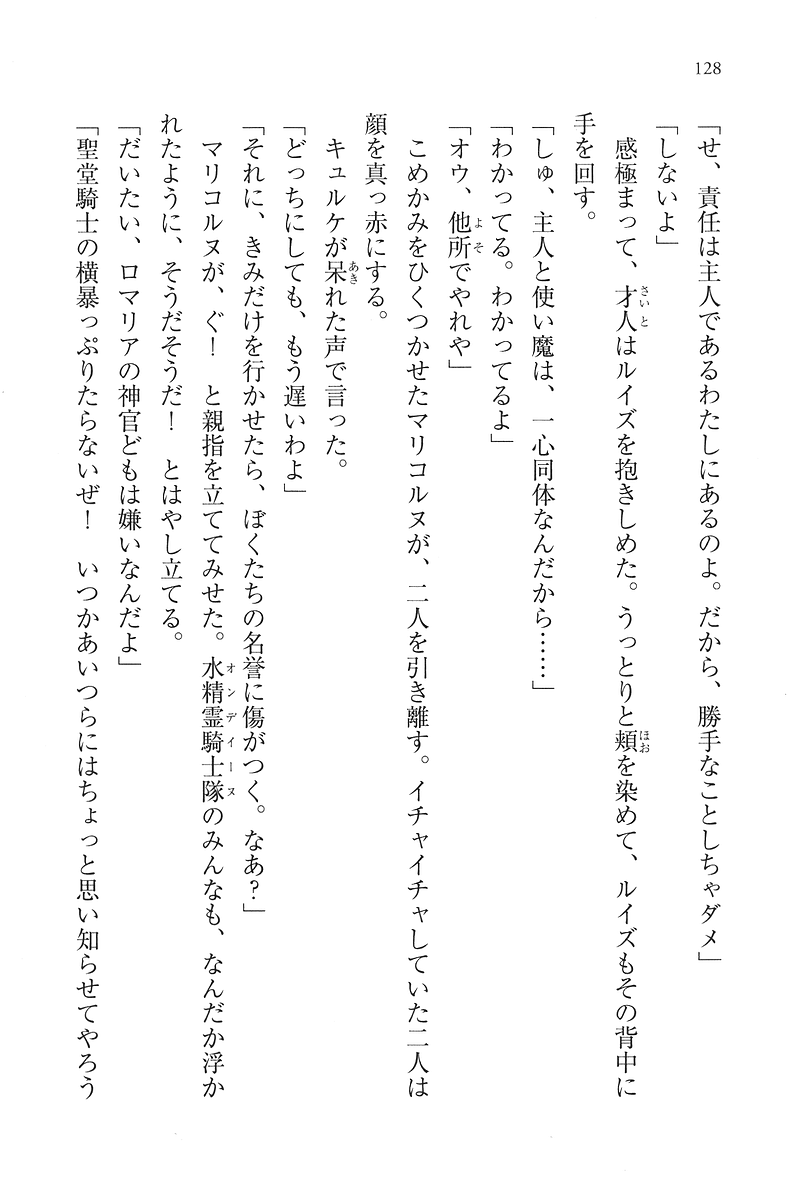 128
「せ、責任は主人であるわたしにあるのよ。だから、勝手なことしちゃダメ」
「しないよ」
　感極まって、才人はルイズを抱きしめた。うっとりと頬を染めて、ルイズもその背中に
手を回す。
「しゅ、主人と使い魔は、一心同体なんだから……」
「わかってる。わかってるよ」
「オウ、他所でやれや」
　こめかみをひくつかせたマリコルヌが、二人を引き離す。イチャイチャしていた二人は
顔を真っ赤にする。
　キュルケが呆れた声で言った。
「どっちにしても、もう遅いわよ」
「それに、きみだけを行かせたら、ぼくたちの名誉に傷がつく。なあ？」
　マリコルヌが、ぐ！　と親指を立ててみせた。水精霊騎士隊のみんなも、なんだか浮か
れたように、そうだそうだ！　とはやし立てる。
「だいたい、ロマリアの神官どもは嫌いなんだよ」
「聖堂騎士の横暴っぷりたらないぜ！　いつかあいつらにはちょっと思い知らせてやろう